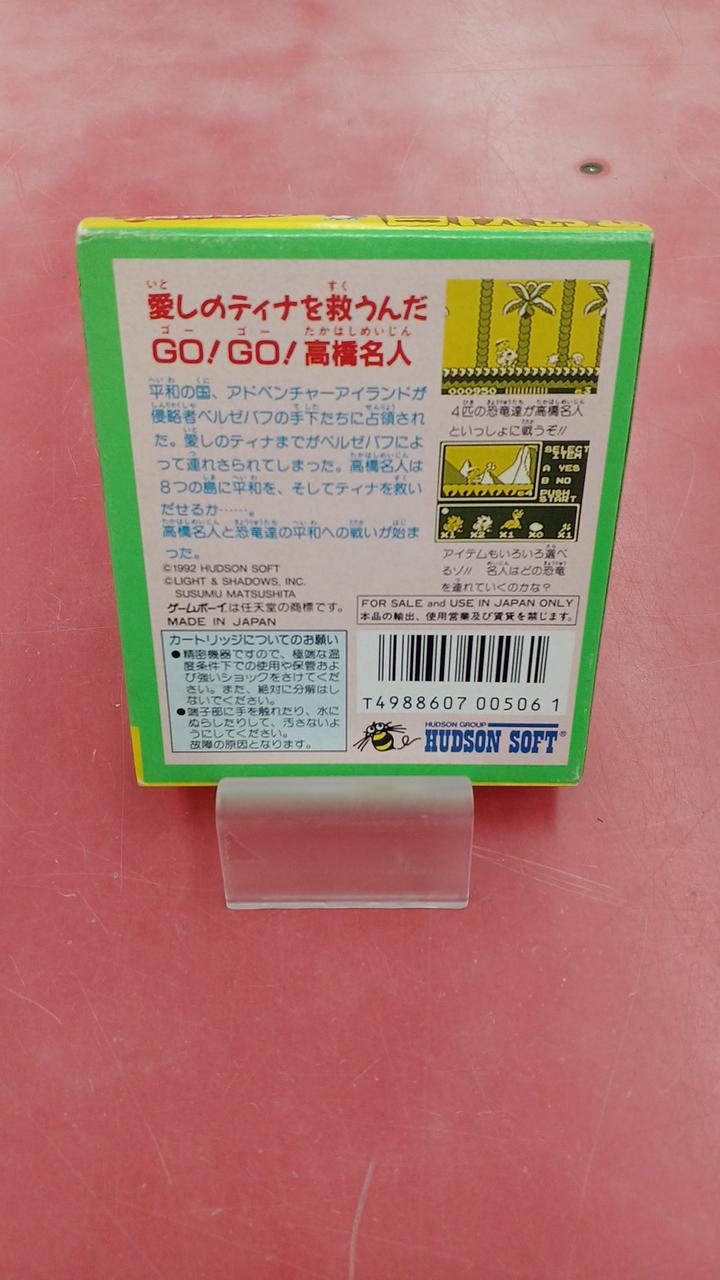 愛しのティナを救うんだ
GO!GO!高橋名人
平和の国、アドベンチャーアイランドが
侵略者ベルゼバフの手下たちに占領され
た。愛しのティナまでがベルゼバフによ
って連れさられてしまった。高橋名人は
8つの島に平和を、そしてティナを救い
だせるか……。
高橋名人と恐竜達の平和への戦いが始ま
った。
©1992 HUDSON SOFT
©LIGHT & SHADOWS, INC.
SUSUMU MATSUSHITA
ゲームボーイは任天堂の商標です。
MADE IN JAPAN
カートリッジについてのお願い
●精密機器ですので、極端な温
度条件下での使用や保管およ
び強いショックをさけてくだ
さい。また、絶対に分解はし
ないでください。
●端子部に手を触れたり、水に
ぬらしたりして、汚さないよ
うにしてください。
故障の原因となります。
000950
4匹の恐竜達が高橋名人
といっしょに戦うぞ!!
SELECT
ITEM
A YES
B NO
PUSH
START
X1 X2 X1 X0 X1
アイテムもいろいろ選べ
るゾ!! 名人はどの恐竜
を連れていくのかな?
FOR SALE and USE IN JAPAN ONLY
本品の輸出、使用営業及び賃貸を禁じます。
T4988607 00506 1
HUDSON GROUP
HUDSON SOFT®